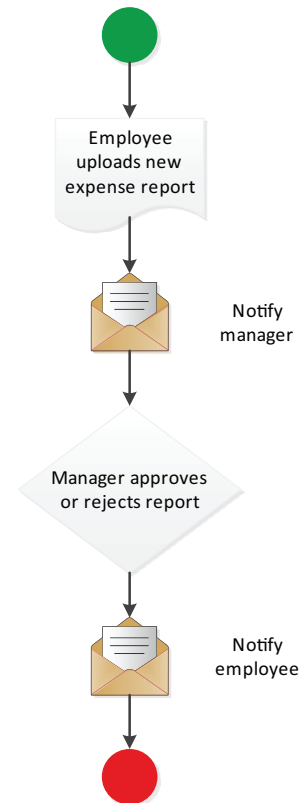 Employee
uploads new
expense report
Notify
manager
Manager approves
or rejects report
Notify
employee